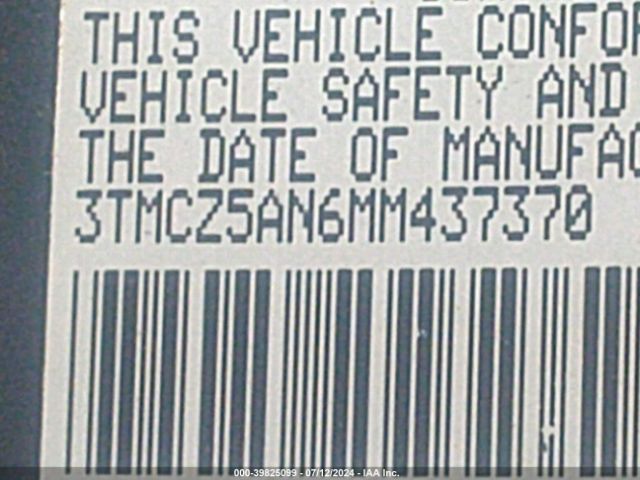 THIS VEHICLE CONFOR
VEHICLE SAFETY AND
THE DATE OF MANUFAC
3TMCZ5AN6MM437370
000-39825099 - 07/12/2024 - IAA Inc.